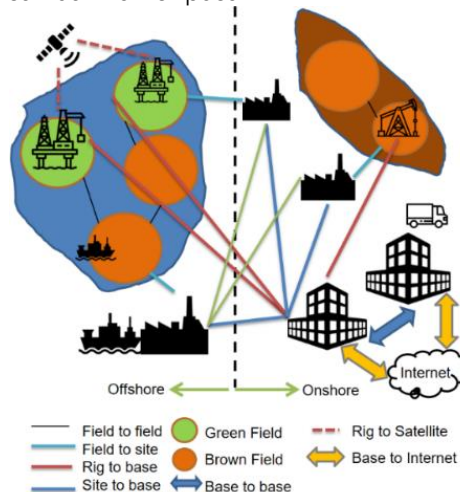 Internet
Offshore
Onshore
Field to field
Green Field
Rig to Satellite
Field to site
Rig to base
Brown Field
Base to Internet
Site to base
Base to base